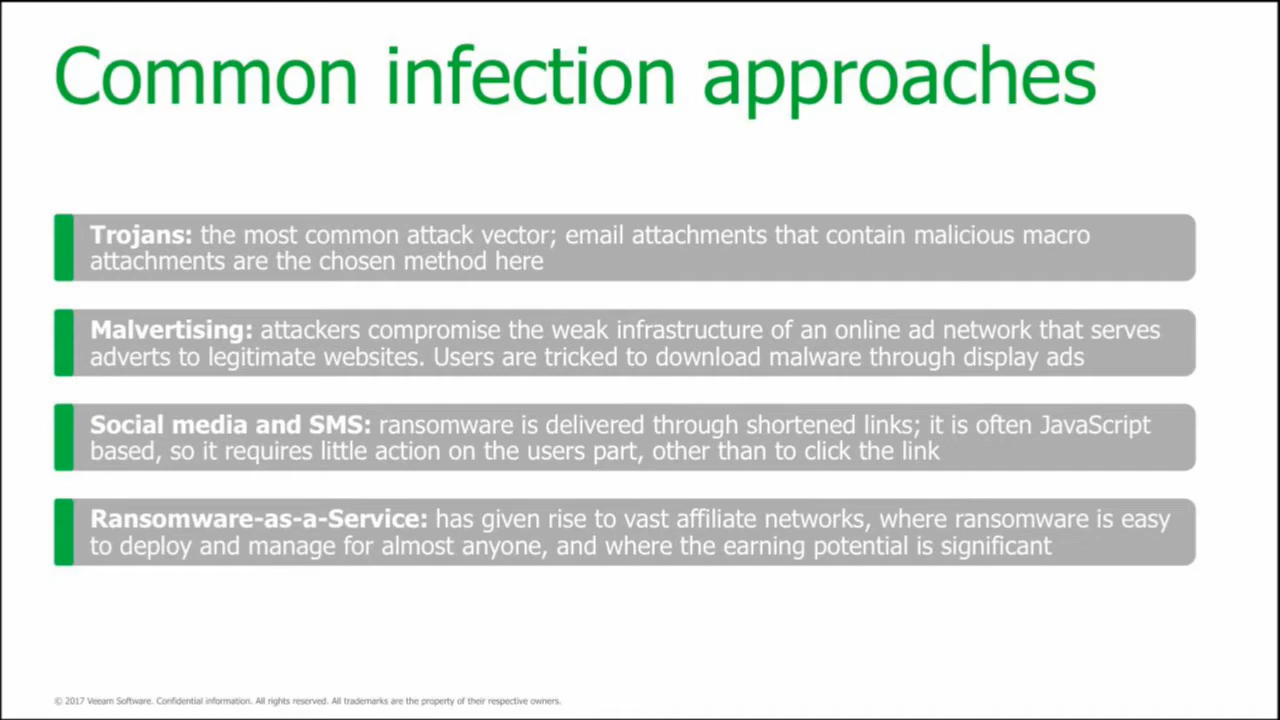 Common infection approaches
Trojans: the most common attack vector; email attachments that contain malicious macro
attachments are the chosen method here
Malvertising: attackers compromise the weak infrastructure of an online ad network that serves
adverts to legitimate websites. Users are tricked to download malware through display ads
Social media and SMS: ransomware is delivered through shortened links; it is often JavaScript
based, so it requires little action on the users part, other than to click the link
Ransomware-as-a-Service: has given rise to vast affiliate networks, where ransomware is easy
to deploy and manage for almost anyone, and where the earning potential is significant
© 2017 Veeam Software. Confidential information. All rights reserved. All trademarks are the property of their respective owners.